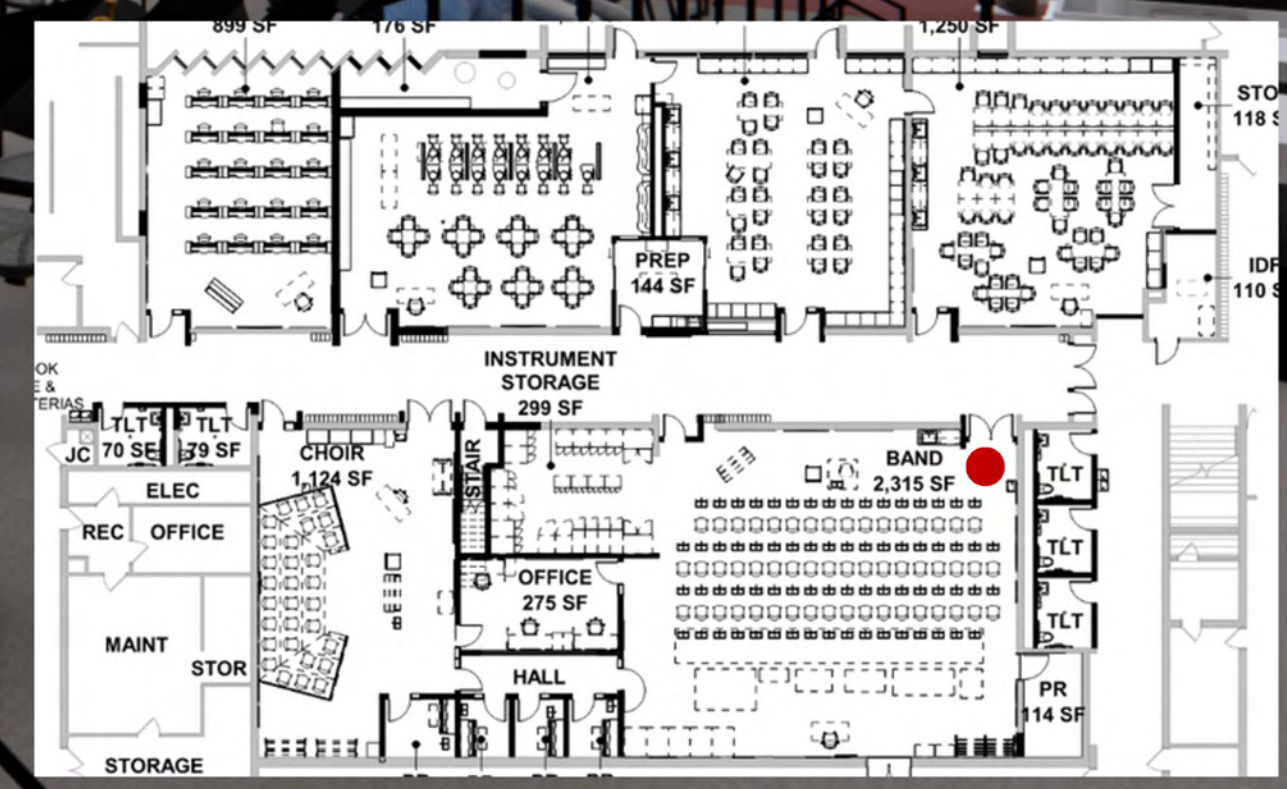 899 SF
176 SF
1,250 SF
STO
118 S
PREP
144 SF
IDF
110 S
INSTRUMENT
STORAGE
299 SF
OK
E &
TERIAS
TLT
70 SF
TLT
79 SF
JC
CHOIR
1,124 SF
STAIR
BAND
2,315 SF
TLT
ELEC
REC
OFFICE
TLT
OFFICE
275 SF
TLT
MAINT
STOR
HALL
PR
114 SF
STORAGE